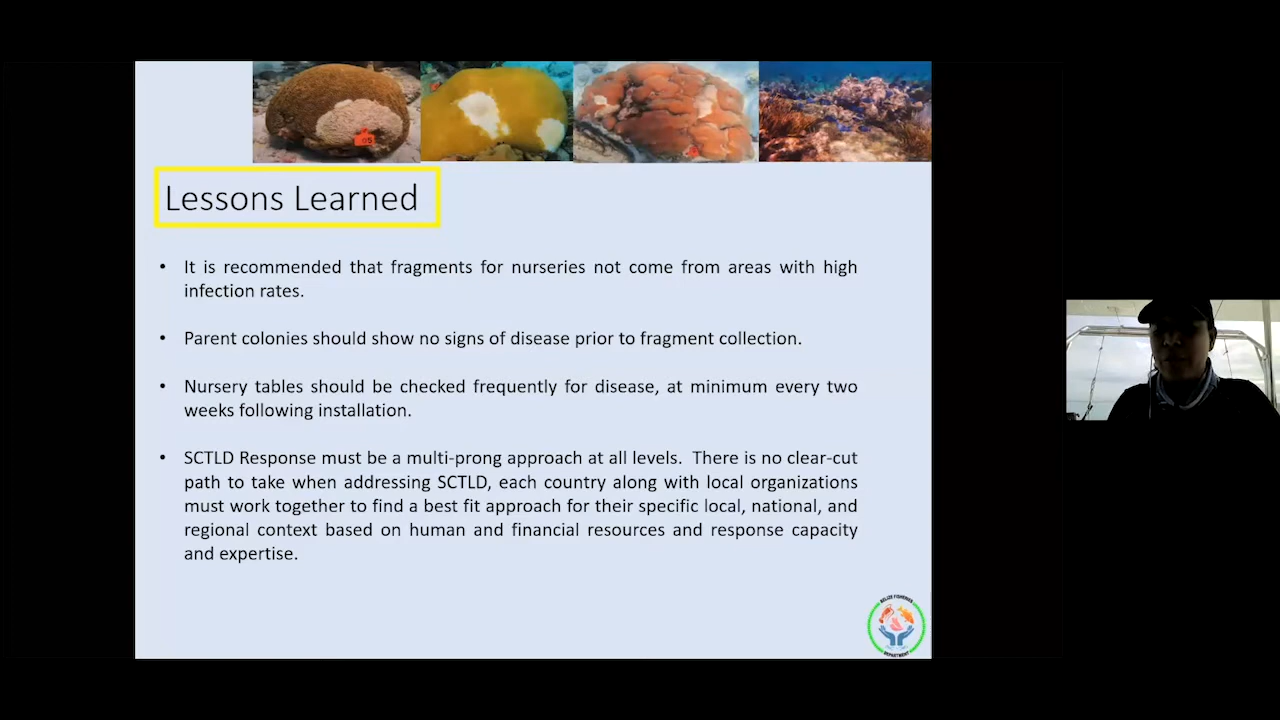 Lessons Learned
• It is recommended that fragments for nurseries not come from areas with high
infection rates.
• Parent colonies should show no signs of disease prior to fragment collection.
• Nursery tables should be checked frequently for disease, at minimum every two
weeks following installation.
• SCTLD Response must be a multi-prong approach at all levels. There is no clear-cut
path to take when addressing SCTLD, each country along with local organizations
must work together to find a best fit approach for their specific local, national, and
regional context based on human and financial resources and response capacity
and expertise.
BELIZE FISHERIES
DEPARTMENT